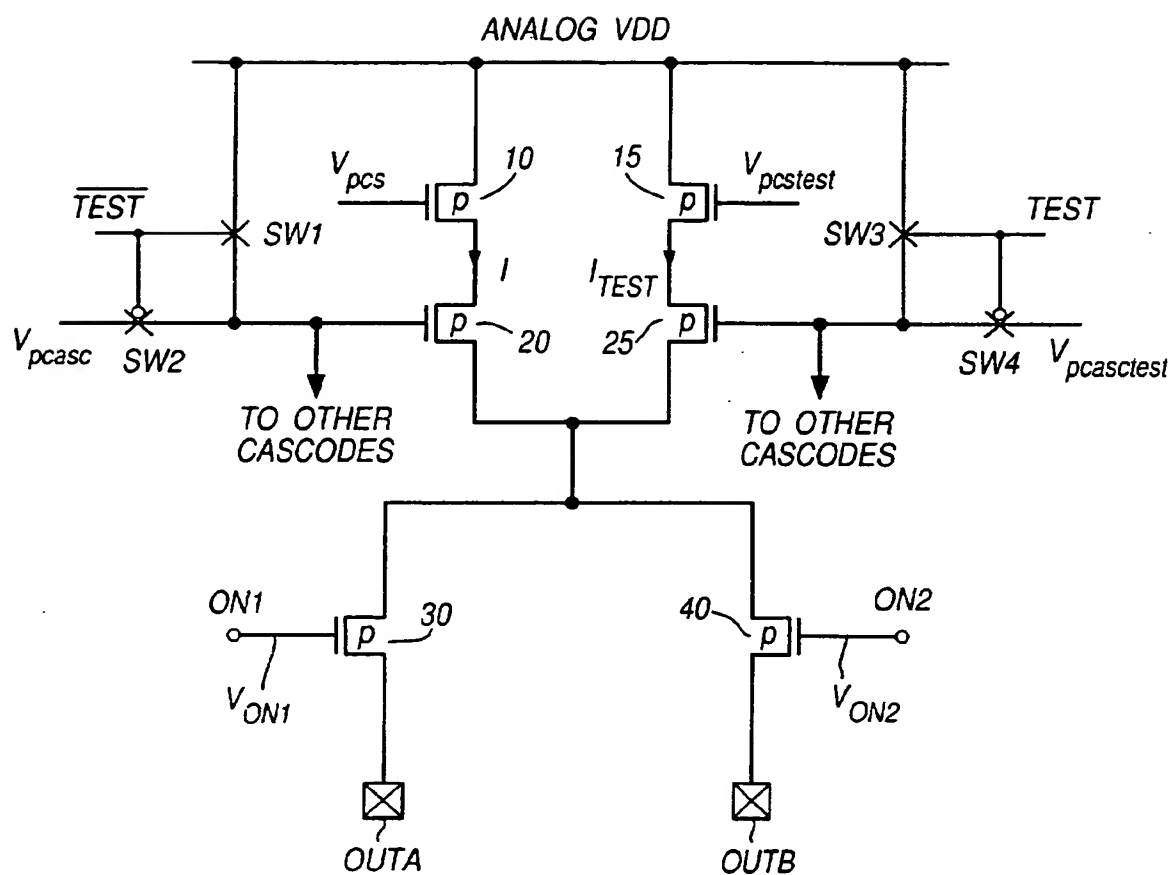 ANALOG VDD
V_pcs
10
15
V_pcstest
T̅E̅S̅T̅
SW1
SW3
TEST
p
p
I
I_TEST
V_pcasc
SW2
p
20
25
p
SW4
V_pcasctest
TO OTHER
CASCODES
TO OTHER
CASCODES
ON1
30
p
40
p
ON2
V_ON1
V_ON2
OUTA
OUTB